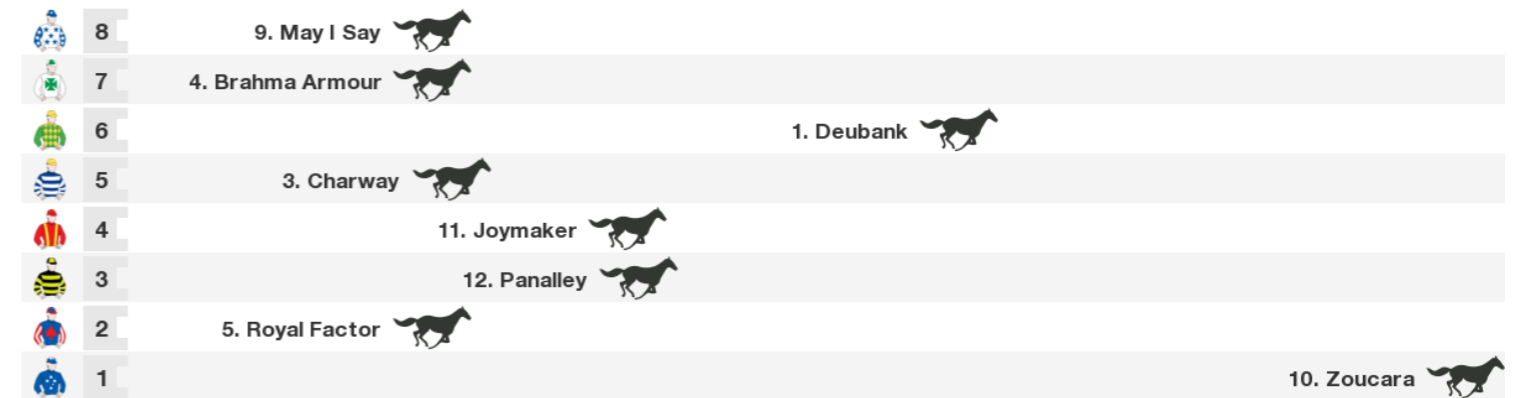 8 9. May I Say
7 4. Brahma Armour
6 1. Deubank
5 3. Charway
4 11. Joymaker
3 12. Panalley
2 5. Royal Factor
1 10. Zoucara